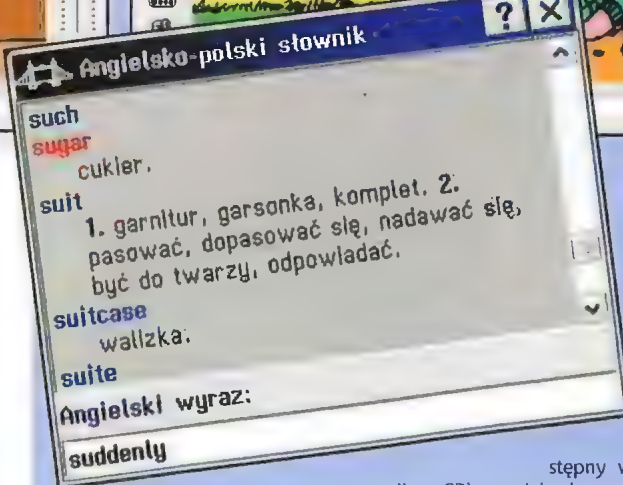 Angielsko-polski słownik
such
sugar
cukier.
suit
1. garnitur, garsonka, komplet. 2.
pasować, dopasować się, nadawać się,
być do twarzy, odpowiadać.
suitcase
walizka.
suite
Angielski wyraz:
suddenly
stępny w